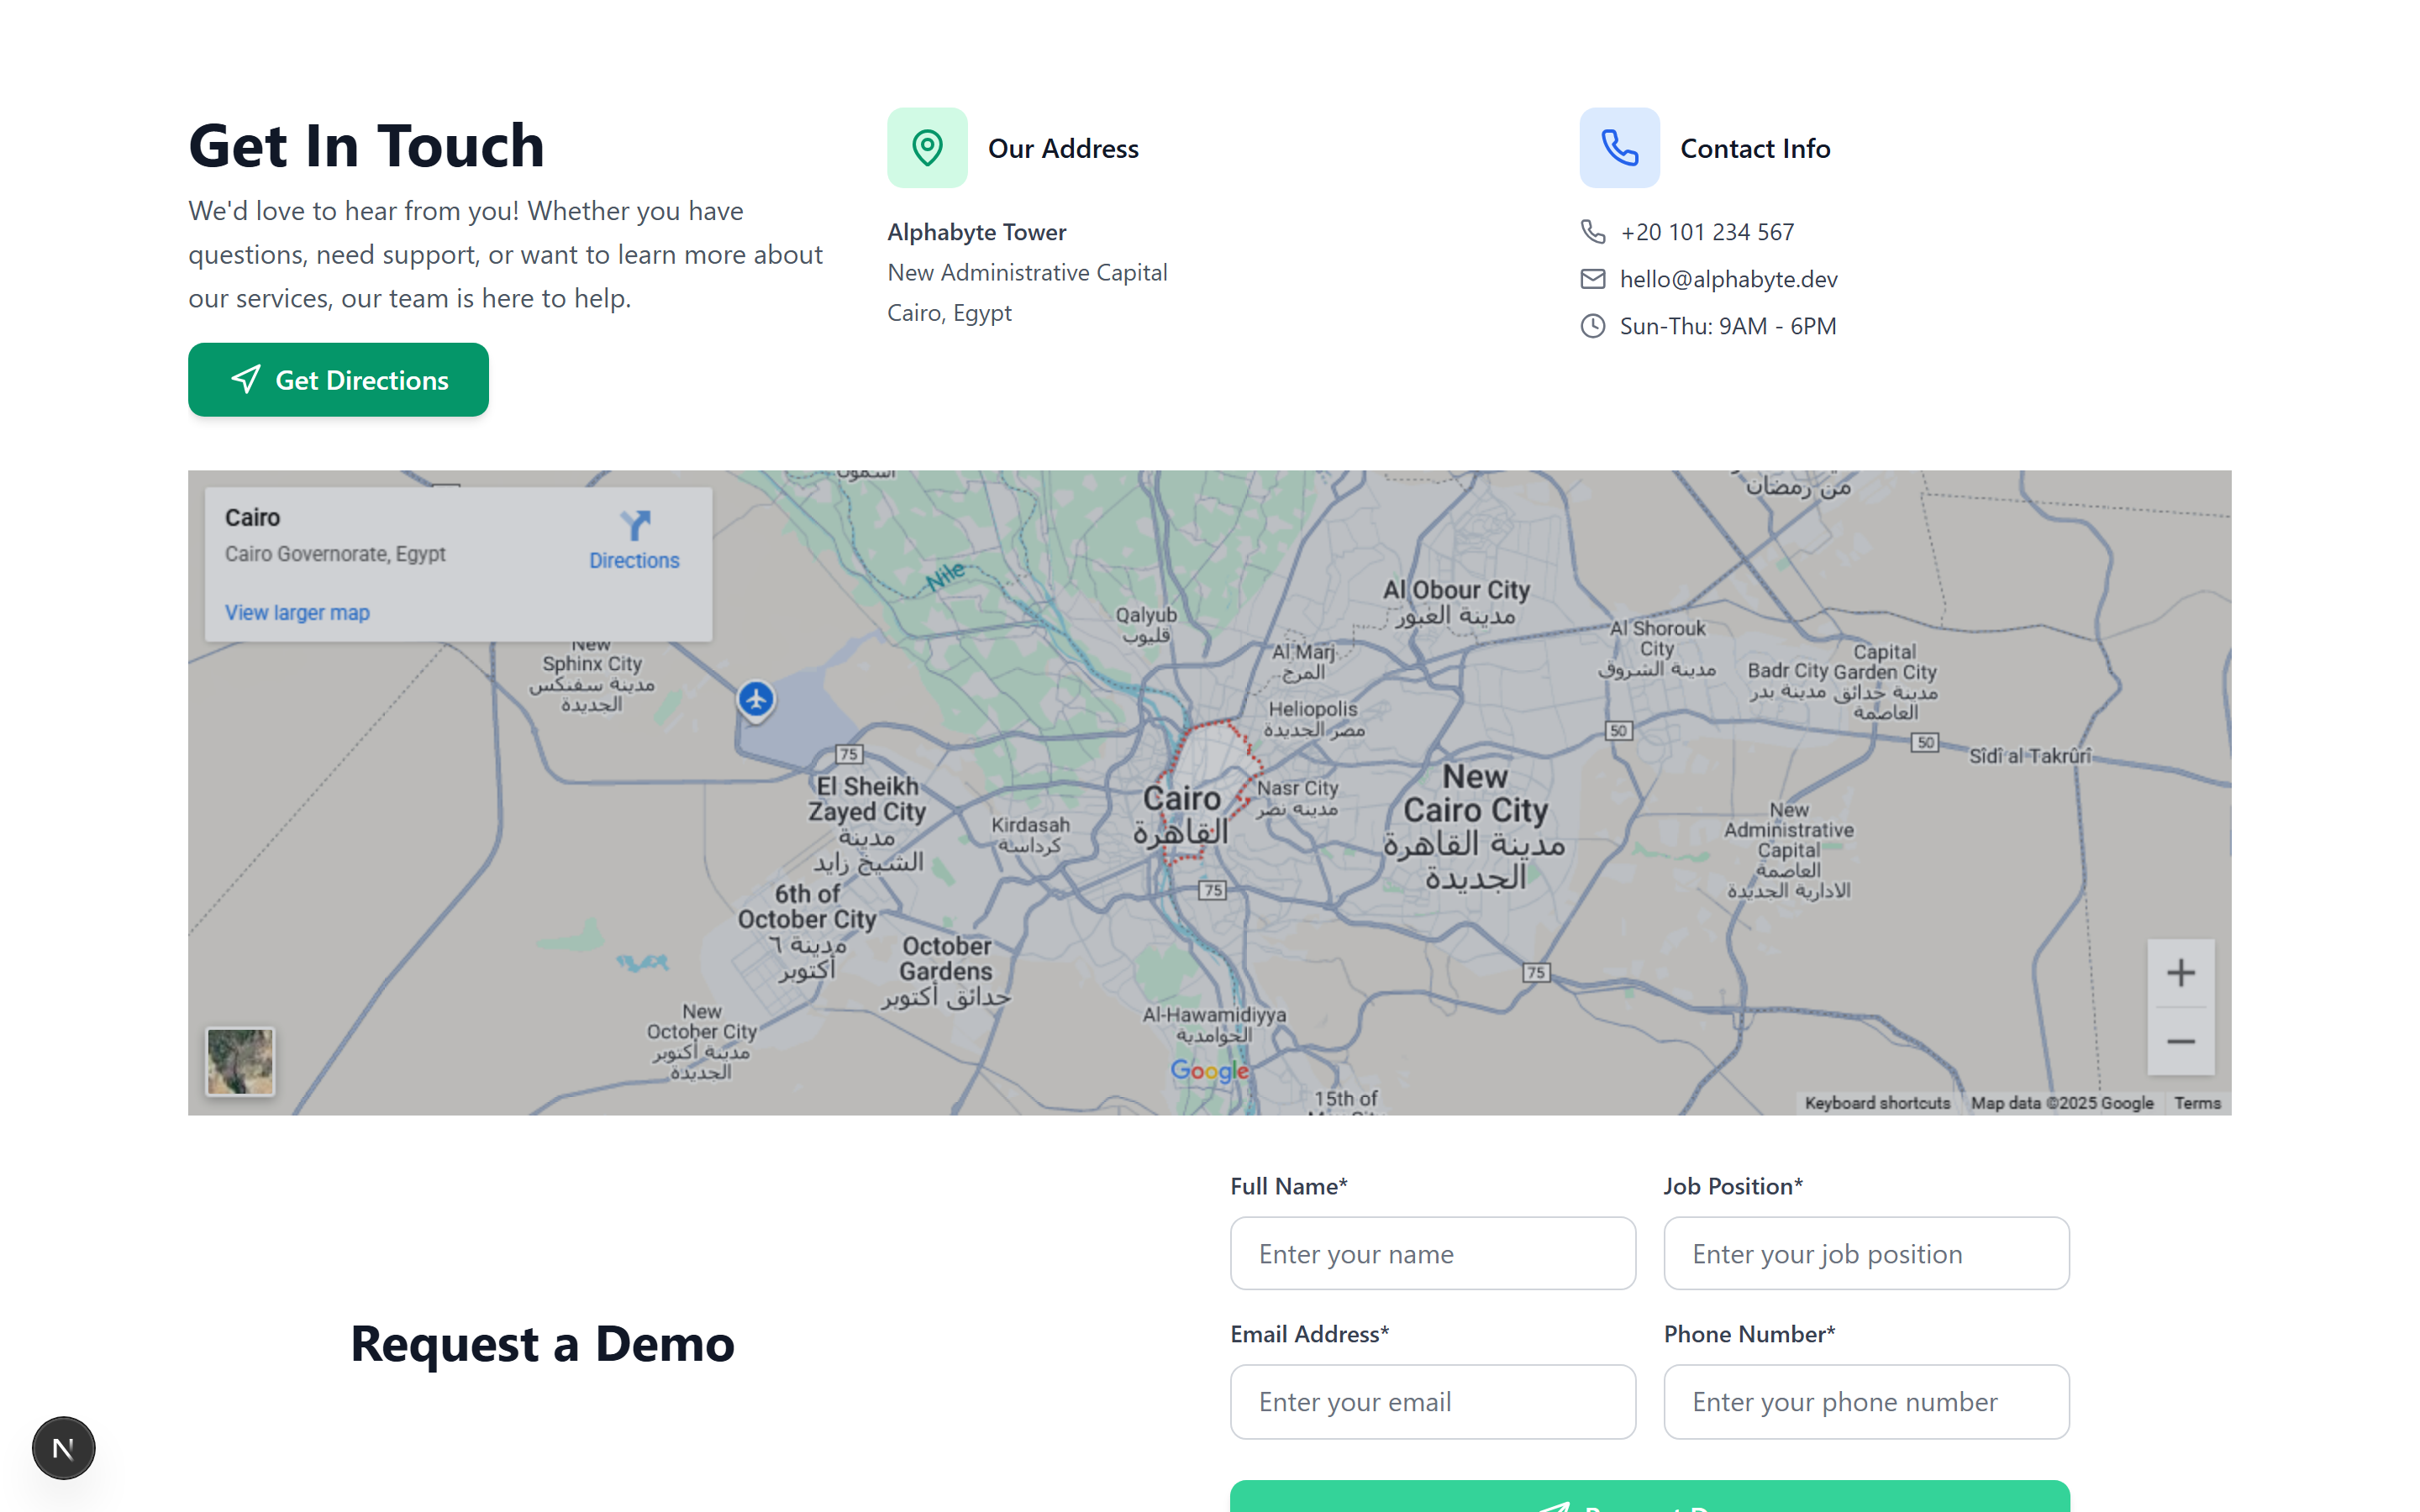 Get In Touch
We'd love to hear from you! Whether you have
questions, need support, or want to learn more about
our services, our team is here to help.
Get Directions
Our Address
Alphabyte Tower
New Administrative Capital
Cairo, Egypt
Contact Info
+20 101 234 567
hello@alphabyte.dev
Sun-Thu: 9AM - 6PM
Cairo
Cairo Governorate, Egypt
Directions
View larger map
من رمضان
Nile
Qalyub
قليوب
Al Obour City
مدينة العبور
Al Marj
المرج
Al Shorouk
City
مدينة الشروق
Badr City
مدينة بدر
Capital
Garden City
مدينة حدائق
العاصمة
New
Sphinx City
مدينة سفنكس
الجديدة
Heliopolis
مصر الجديدة
50
50
Sīdī al Takrūrī
75
El Sheikh
Zayed City
مدينة
الشيخ زايد
Kirdasah
كرداسة
Cairo
القاهرة
Nasr City
مدينة نصر
New
Cairo City
مدينة القاهرة
الجديدة
New
Administrative
Capital
العاصمة
الادارية الجديدة
75
6th of
October City
مدينة ٦
أكتوبر
October
Gardens
حدائق أكتوبر
75
New
October City
مدينة أكتوبر
الجديدة
Al-Hawamidiyya
الحوامدية
Google
15th of
Keyboard shortcuts
Map data ©2025 Google
Terms
Request a Demo
Full Name*
Enter your name
Job Position*
Enter your job position
Email Address*
Enter your email
Phone Number*
Enter your phone number
N